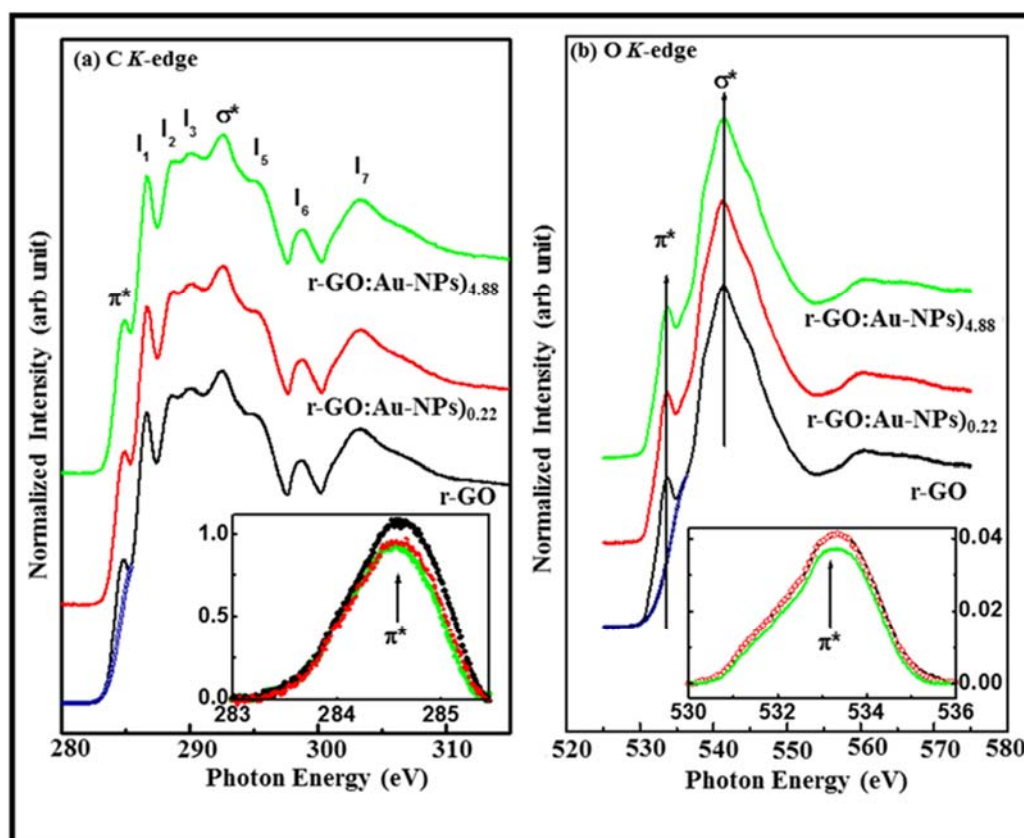 (a) C K-edge
π*
I₁
I₂
I₃
σ*
I₅
I₆
I₇
r-GO:Au-NPs)₄.₈₈
r-GO:Au-NPs)₀.₂₂
r-GO
Normalized Intensity (arb unit)
1.0
0.5
0.0
π*
283 284 285
280 290 300 310
Photon Energy (eV)
(b) O K-edge
σ*
π*
r-GO:Au-NPs)₄.₈₈
r-GO:Au-NPs)₀.₂₂
r-GO
Normalized Intensity (arb unit)
0.04
0.02
0.00
π*
530 532 534 536
520 530 540 550 560 570 580
Photon Energy (eV)